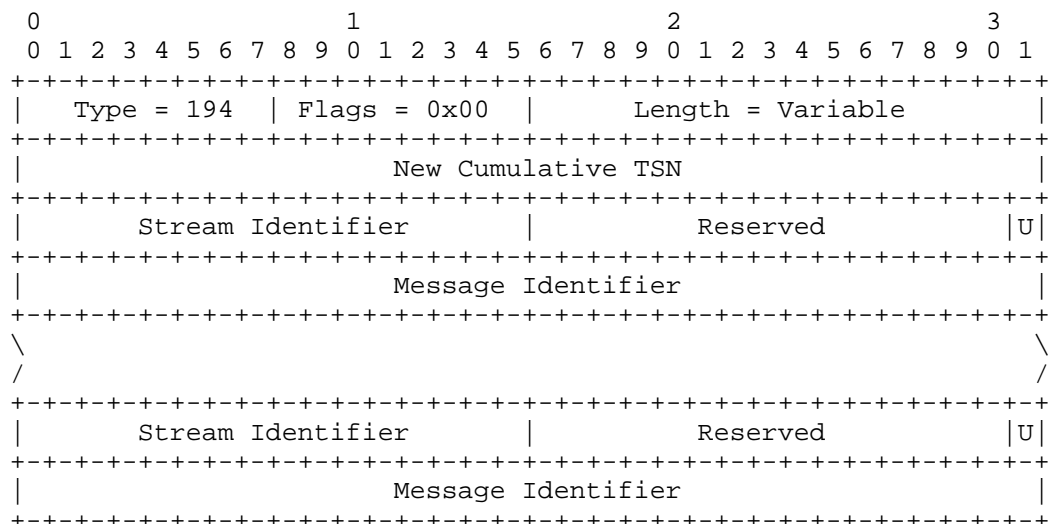 0                   1                   2                   3
 0 1 2 3 4 5 6 7 8 9 0 1 2 3 4 5 6 7 8 9 0 1 2 3 4 5 6 7 8 9 0 1
+-+-+-+-+-+-+-+-+-+-+-+-+-+-+-+-+-+-+-+-+-+-+-+-+-+-+-+-+-+-+-+-+
|   Type = 194  | Flags = 0x00  |      Length = Variable        |
+-+-+-+-+-+-+-+-+-+-+-+-+-+-+-+-+-+-+-+-+-+-+-+-+-+-+-+-+-+-+-+-+
|                       New Cumulative TSN                      |
+-+-+-+-+-+-+-+-+-+-+-+-+-+-+-+-+-+-+-+-+-+-+-+-+-+-+-+-+-+-+-+-+
|       Stream Identifier       |          Reserved           |U|
+-+-+-+-+-+-+-+-+-+-+-+-+-+-+-+-+-+-+-+-+-+-+-+-+-+-+-+-+-+-+-+-+
|                       Message Identifier                      |
+-+-+-+-+-+-+-+-+-+-+-+-+-+-+-+-+-+-+-+-+-+-+-+-+-+-+-+-+-+-+-+-+
\                                                               \
/                                                               /
+-+-+-+-+-+-+-+-+-+-+-+-+-+-+-+-+-+-+-+-+-+-+-+-+-+-+-+-+-+-+-+-+
|       Stream Identifier       |          Reserved           |U|
+-+-+-+-+-+-+-+-+-+-+-+-+-+-+-+-+-+-+-+-+-+-+-+-+-+-+-+-+-+-+-+-+
|                       Message Identifier                      |
+-+-+-+-+-+-+-+-+-+-+-+-+-+-+-+-+-+-+-+-+-+-+-+-+-+-+-+-+-+-+-+-+